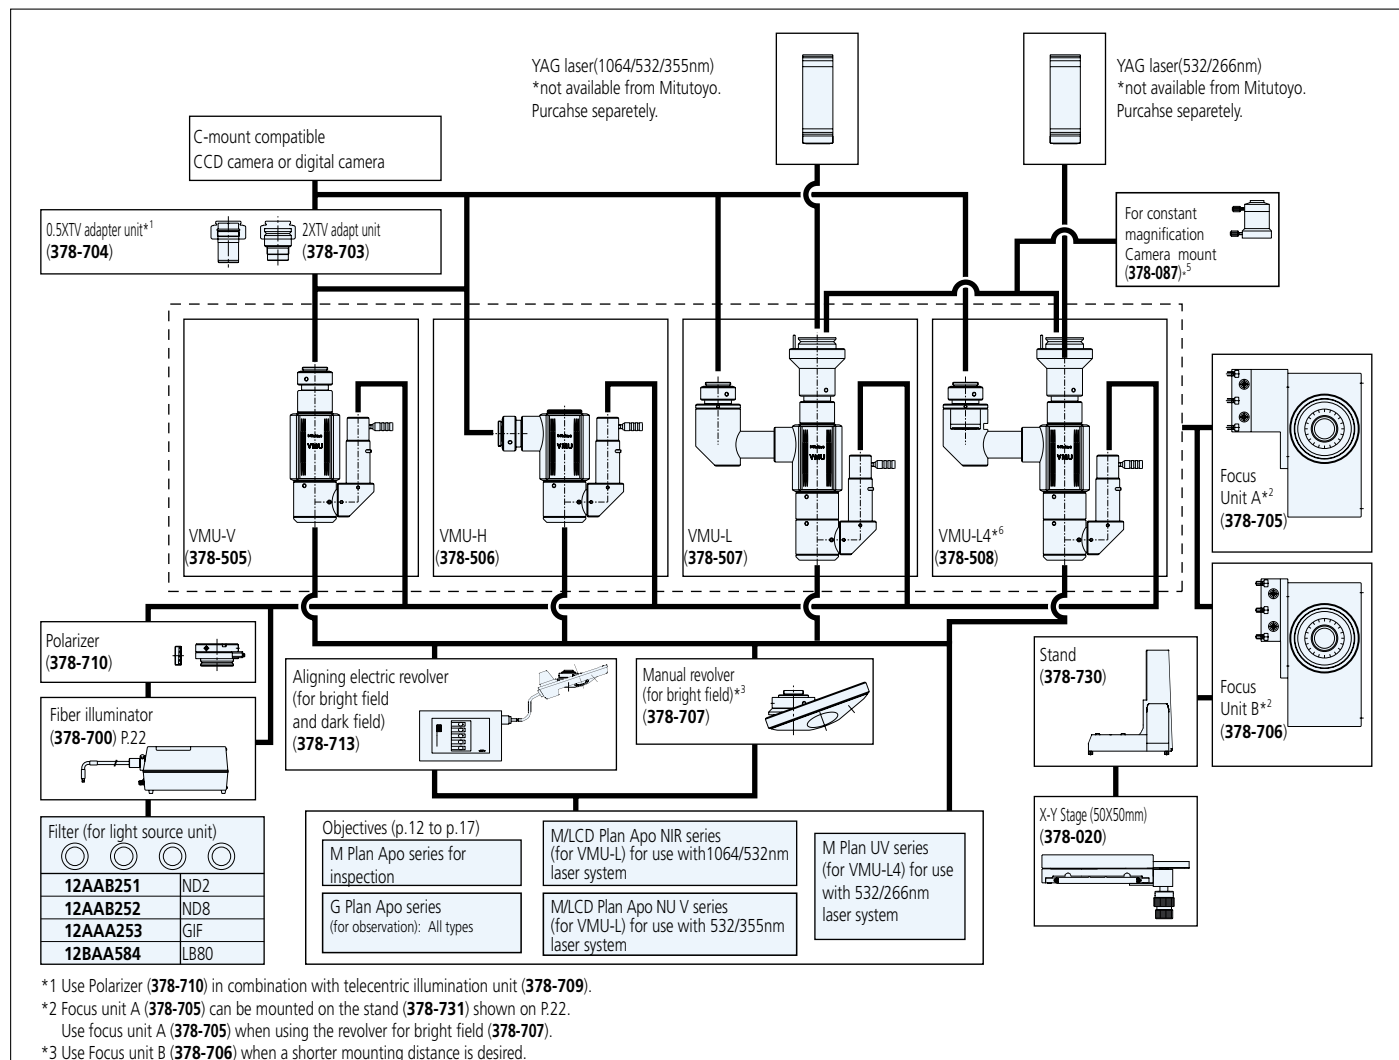 YAG laser(1064/532/355nm)
*not available from Mitutoyo.
Purcahse separetely.
YAG laser(532/266nm)
*not available from Mitutoyo.
Purcahse separetely.
C-mount compatible
CCD camera or digital camera
0.5XTV adapter unit*1
(378-704)
2XTV adapt unit
(378-703)
For constant
magnification
Camera mount
(378-087)*5
VMU
VMU
VMU
VMU
VMU-V
(378-505)
VMU-H
(378-506)
VMU-L
(378-507)
VMU-L4*6
(378-508)
Focus
Unit A*2
(378-705)
Focus
Unit B*2
(378-706)
Polarizer
(378-710)
Fiber illuminator
(378-700) P.22
Aligning electric revolver
(for bright field
and dark field)
(378-713)
Manual revolver
(for bright field)*3
(378-707)
Stand
(378-730)
X-Y Stage (50X50mm)
(378-020)
Filter (for light source unit)
12AAB251 ND2
12AAB252 ND8
12AAA253 GIF
12BAA584 LB80
Objectives (p.12 to p.17)
M Plan Apo series for
inspection
G Plan Apo series
(for observation): All types
M/LCD Plan Apo NIR series
(for VMU-L) for use with1064/532nm
laser system
M/LCD Plan Apo NU V series
(for VMU-L) for use with 532/355nm
laser system
M Plan UV series
(for VMU-L4) for use
with 532/266nm
laser system
*1 Use Polarizer (378-710) in combination with telecentric illumination unit (378-709).
*2 Focus unit A (378-705) can be mounted on the stand (378-731) shown on P.22.
Use focus unit A (378-705) when using the revolver for bright field (378-707).
*3 Use Focus unit B (378-706) when a shorter mounting distance is desired.